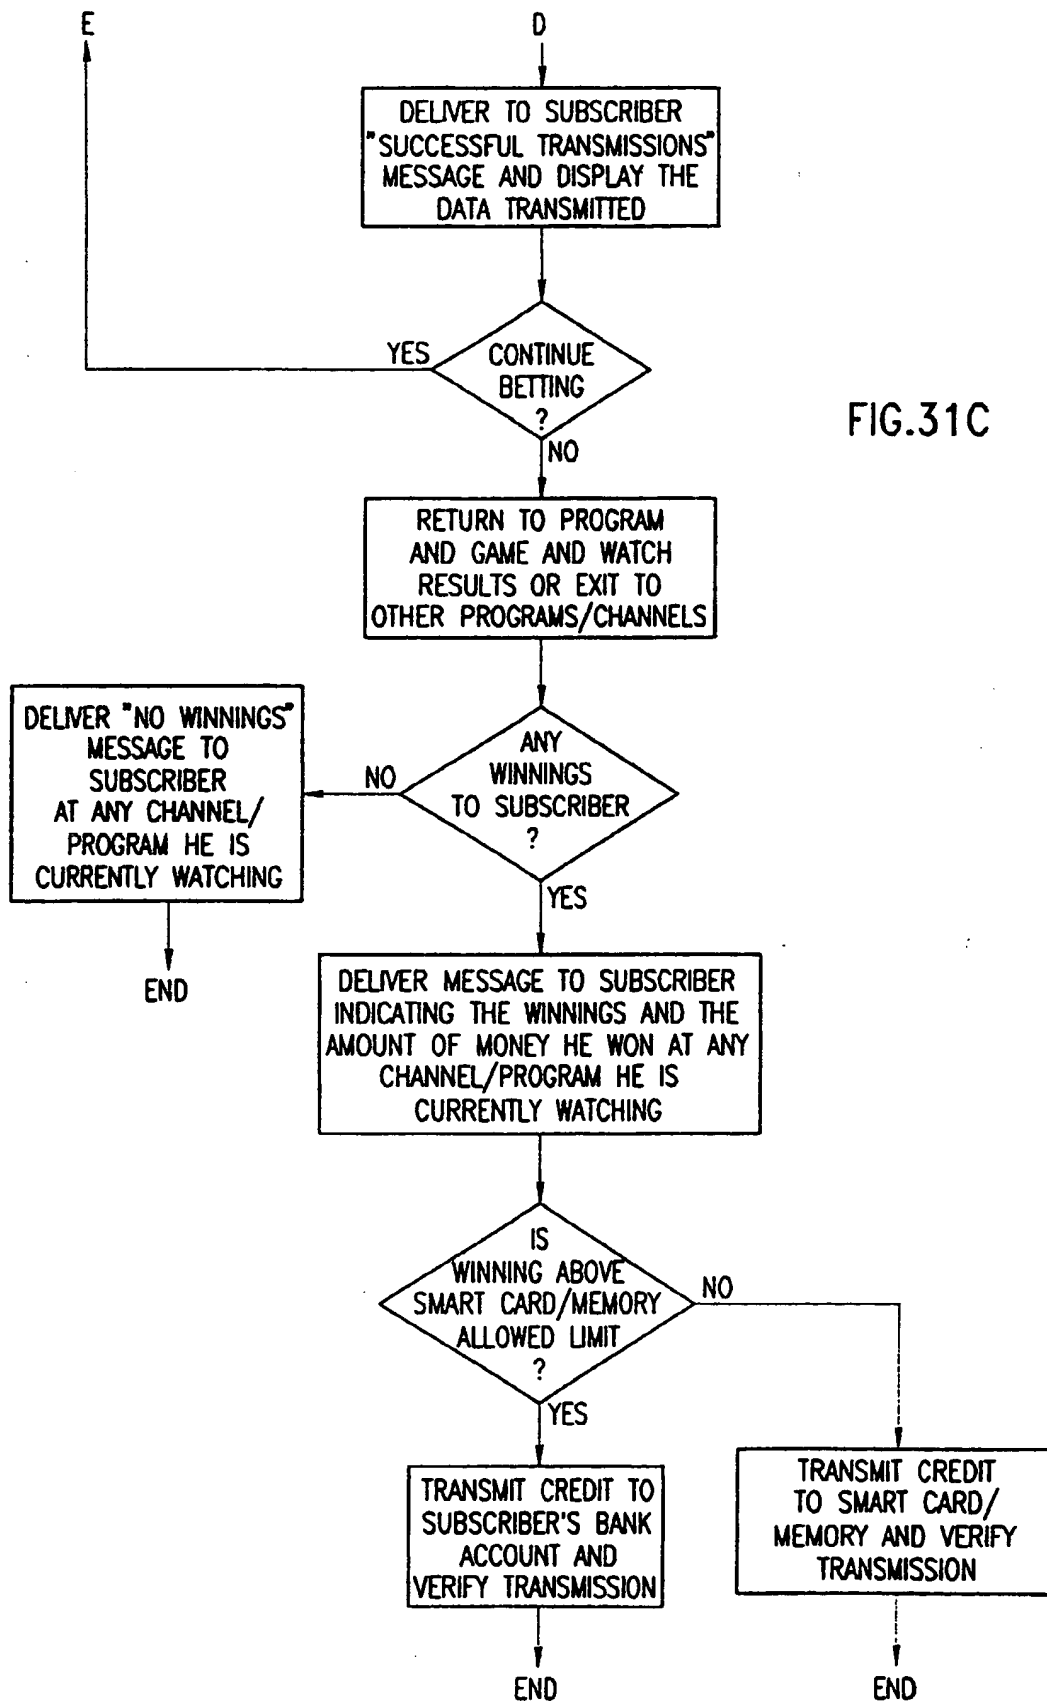 E
D
DELIVER TO SUBSCRIBER
"SUCCESSFUL TRANSMISSIONS"
MESSAGE AND DISPLAY THE
DATA TRANSMITTED
YES
CONTINUE
BETTING
?
NO
FIG.31C
RETURN TO PROGRAM
AND GAME AND WATCH
RESULTS OR EXIT TO
OTHER PROGRAMS/CHANNELS
DELIVER "NO WINNINGS"
MESSAGE TO
SUBSCRIBER
AT ANY CHANNEL/
PROGRAM HE IS
CURRENTLY WATCHING
END
NO
ANY
WINNINGS
TO SUBSCRIBER
?
YES
DELIVER MESSAGE TO SUBSCRIBER
INDICATING THE WINNINGS AND THE
AMOUNT OF MONEY HE WON AT ANY
CHANNEL/PROGRAM HE IS
CURRENTLY WATCHING
IS
WINNING ABOVE
SMART CARD/MEMORY
ALLOWED LIMIT
?
NO
YES
TRANSMIT CREDIT TO
SUBSCRIBER'S BANK
ACCOUNT AND
VERIFY TRANSMISSION
END
TRANSMIT CREDIT
TO SMART CARD/
MEMORY AND VERIFY
TRANSMISSION
END